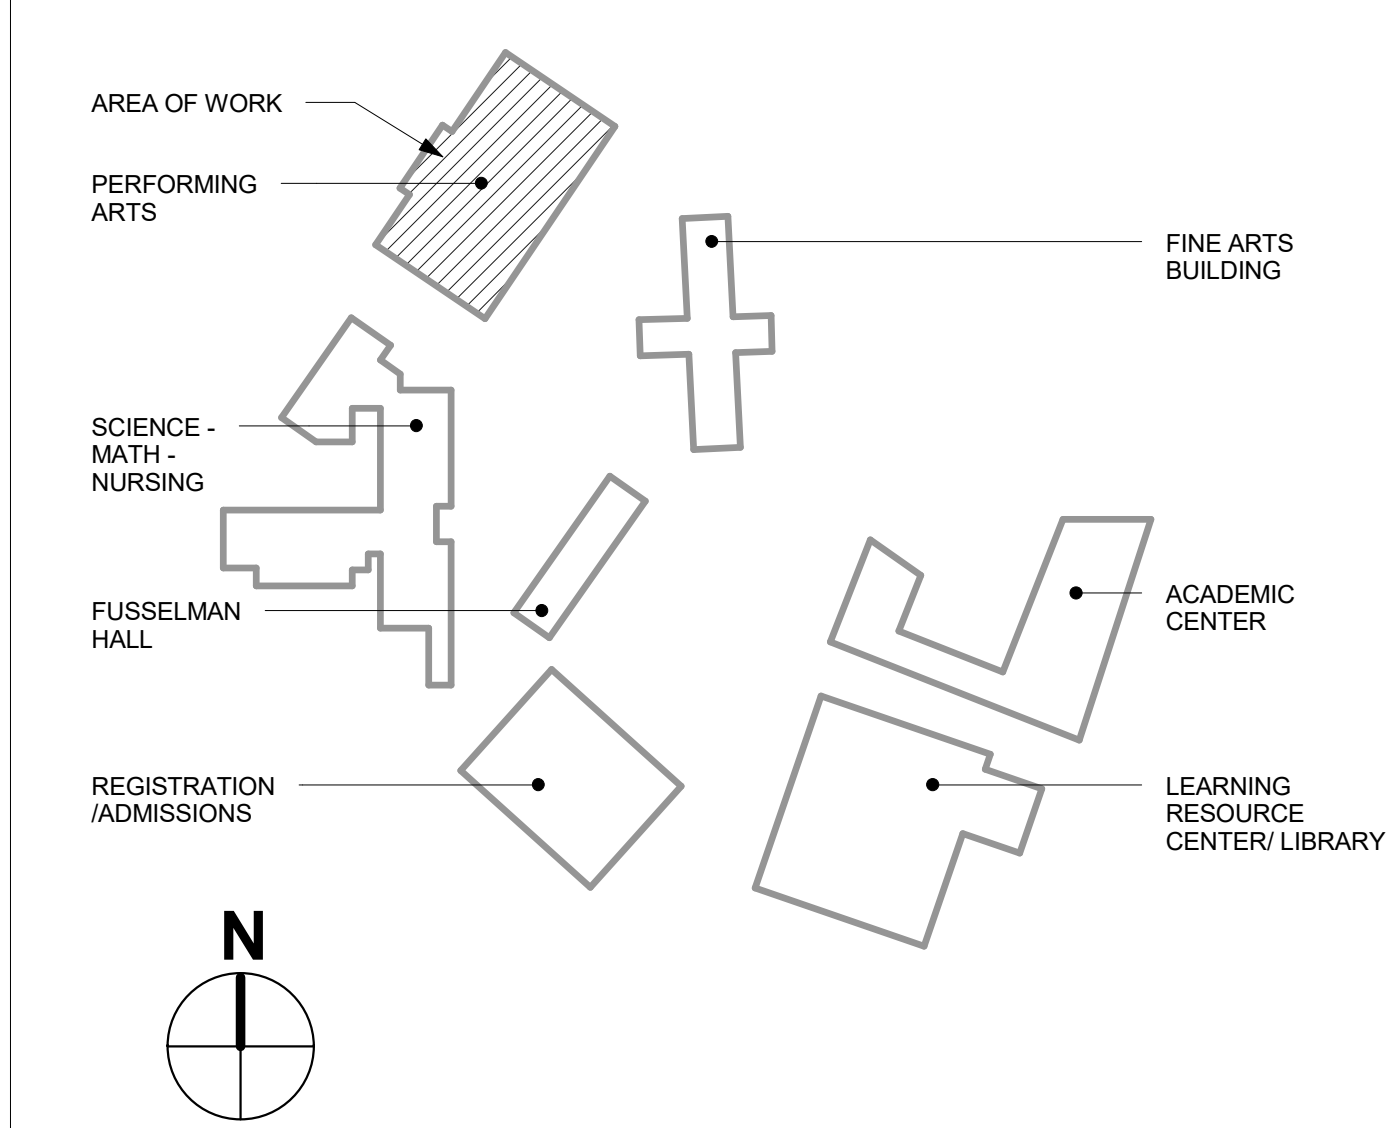 AREA OF WORK
PERFORMING
ARTS
FINE ARTS
BUILDING
SCIENCE -
MATH -
NURSING
FUSSELMAN
HALL
ACADEMIC
CENTER
REGISTRATION
/ADMISSIONS
LEARNING
RESOURCE
CENTER/ LIBRARY
N